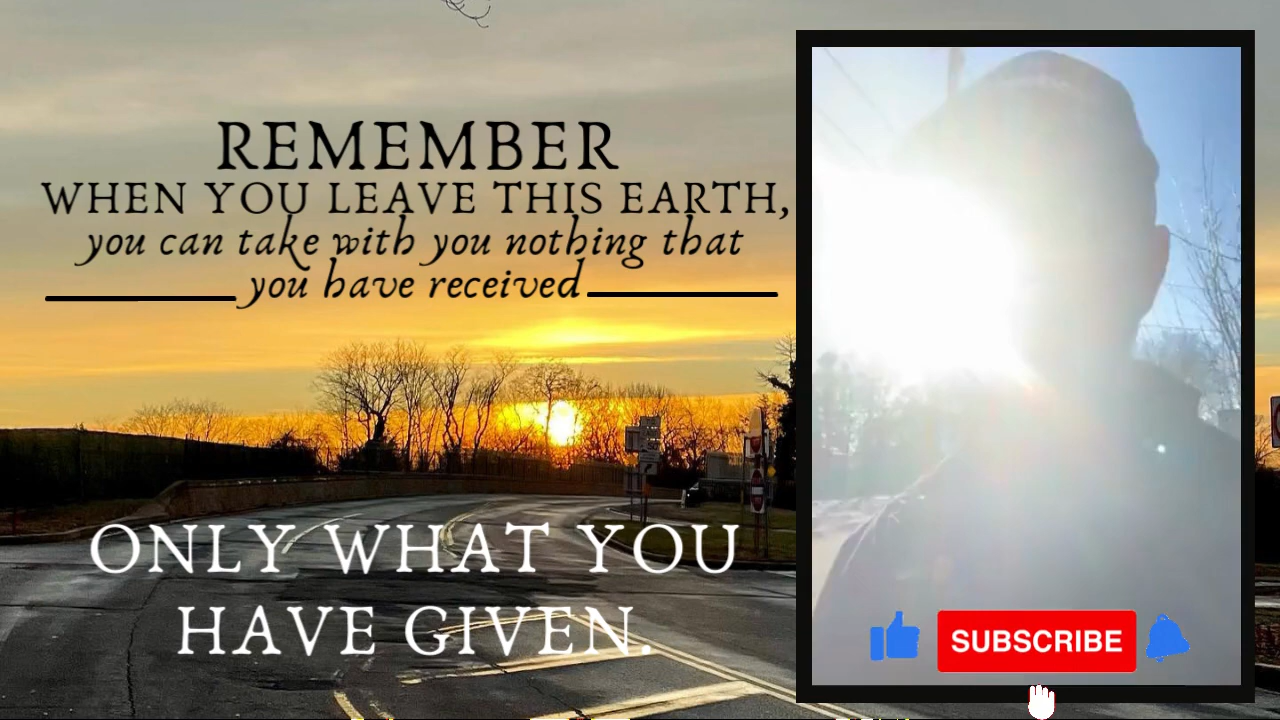 REMEMBER
WHEN YOU LEAVE THIS EARTH,
you can take with you nothing that
you have received
ONLY WHAT YOU
HAVE GIVEN.
SUBSCRIBE